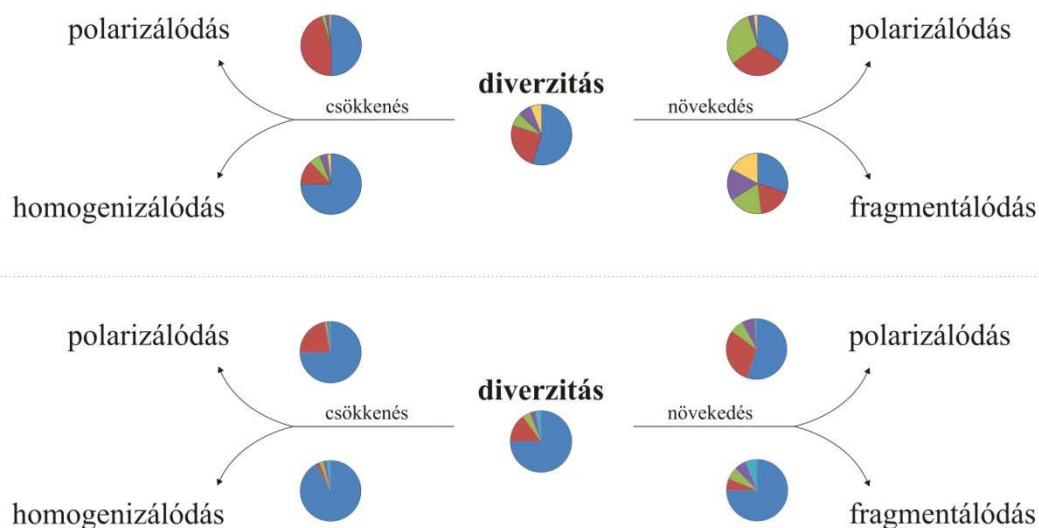 polarizálódás
polarizálódás
diverzitás
csökkenés
növekedés
homogenizálódás
fragmentálódás
polarizálódás
polarizálódás
diverzitás
csökkenés
növekedés
homogenizálódás
fragmentálódás